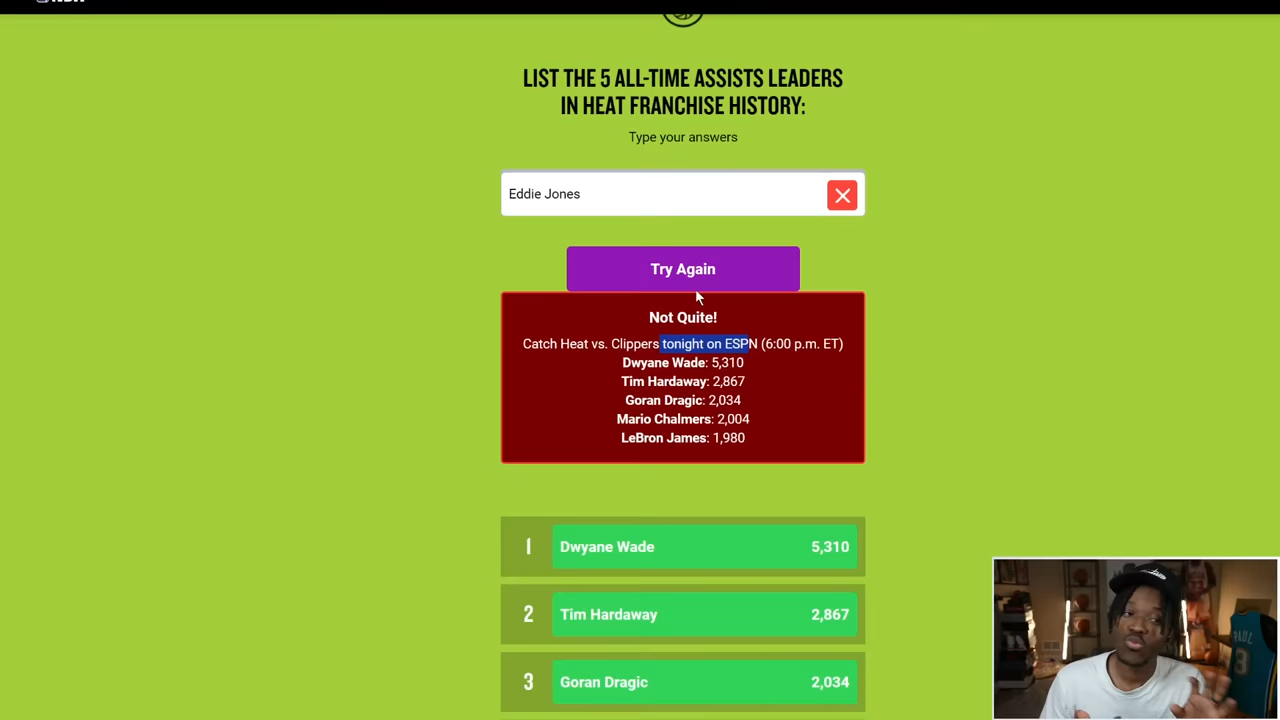 LIST THE 5 ALL-TIME ASSISTS LEADERS
IN HEAT FRANCHISE HISTORY:
Type your answers
Eddie Jones
Try Again
Not Quite!
Catch Heat vs. Clippers tonight on ESPN (6:00 p.m. ET)
Dwyane Wade: 5,310
Tim Hardaway: 2,867
Goran Dragic: 2,034
Mario Chalmers: 2,004
LeBron James: 1,980
1 Dwyane Wade 5,310
2 Tim Hardaway 2,867
3 Goran Dragic 2,034
PAUL
3